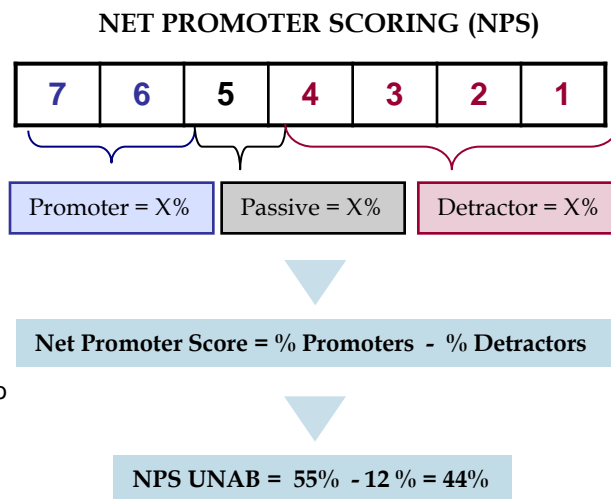 NET PROMOTER SCORING (NPS)
7 6 5 4 3 2 1
Promoter = X% Passive = X% Detractor = X%
Net Promoter Score = % Promoters - % Detractors
o
NPS UNAB = 55% - 12 % = 44%